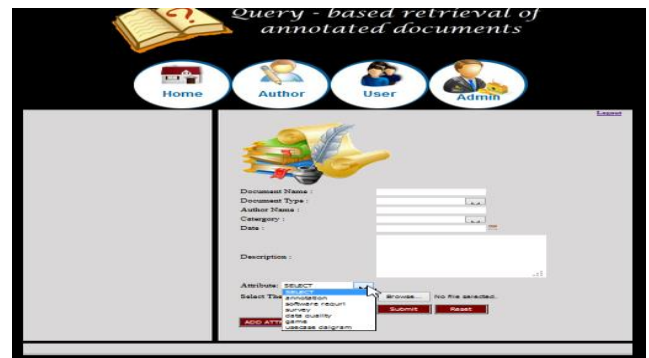 Query - based retrieval of
annotated documents
Home Author User Admin
Logout
Document Name :
Document Type :
Author Name :
Catergory :
Date :
Description :
Attribute: SELECT
SELECT
annotation
software requri
survey
data quality
game
usecase daigram
Select The Browse... No file selected.
Submit Reset
ADD ATT